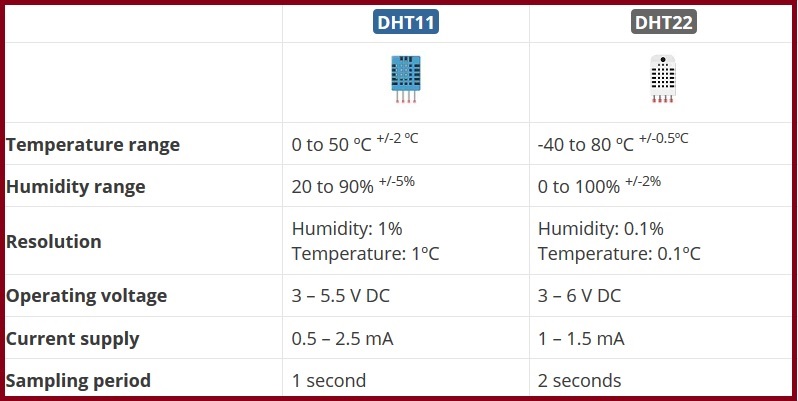 DHT11 DHT22
Temperature range 0 to 50 ºC +/-2 ºC -40 to 80 ºC +/-0.5ºC
Humidity range 20 to 90% +/-5% 0 to 100% +/-2%
Resolution Humidity: 1% Humidity: 0.1%
Temperature: 1ºC Temperature: 0.1ºC
Operating voltage 3 – 5.5 V DC 3 – 6 V DC
Current supply 0.5 – 2.5 mA 1 – 1.5 mA
Sampling period 1 second 2 seconds